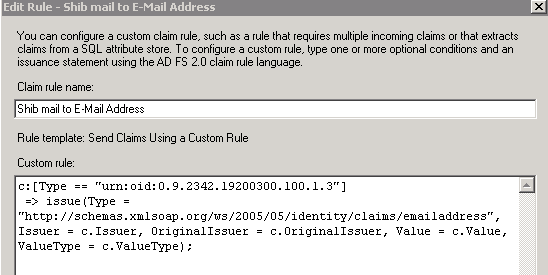 Edit Rule - Shib mail to E-Mail Address
You can configure a custom claim rule, such as a rule that requires multiple incoming claims or that extracts
claims from a SQL attribute store. To configure a custom rule, type one or more optional conditions and an
issuance statement using the AD FS 2.0 claim rule language.
Claim rule name:
Shib mail to E-Mail Address
Rule template: Send Claims Using a Custom Rule
Custom rule:
c:[Type == "urn:oid:0.9.2342.19200300.100.1.3"]
=> issue(Type =
"http://schemas.xmlsoap.org/ws/2005/05/identity/claims/emailaddress",
Issuer = c.Issuer, OriginalIssuer = c.OriginalIssuer, Value = c.Value,
ValueType = c.ValueType);